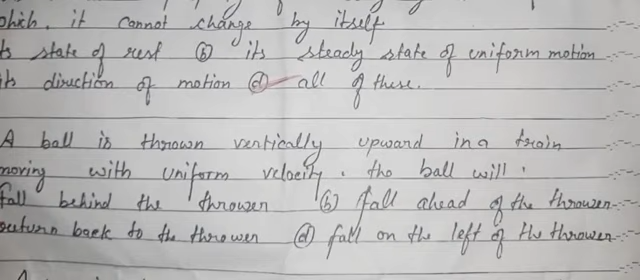 which, it cannot change by itself
its state of rest (b) its steady state of uniform motion
its direction of motion (d) all of these.
A ball is thrown vertically upward in a train
moving with uniform velocity. the ball will.
fall behind the thrower (b) fall ahead of the thrower
return back to the thrower (d) fall on the left of the thrower